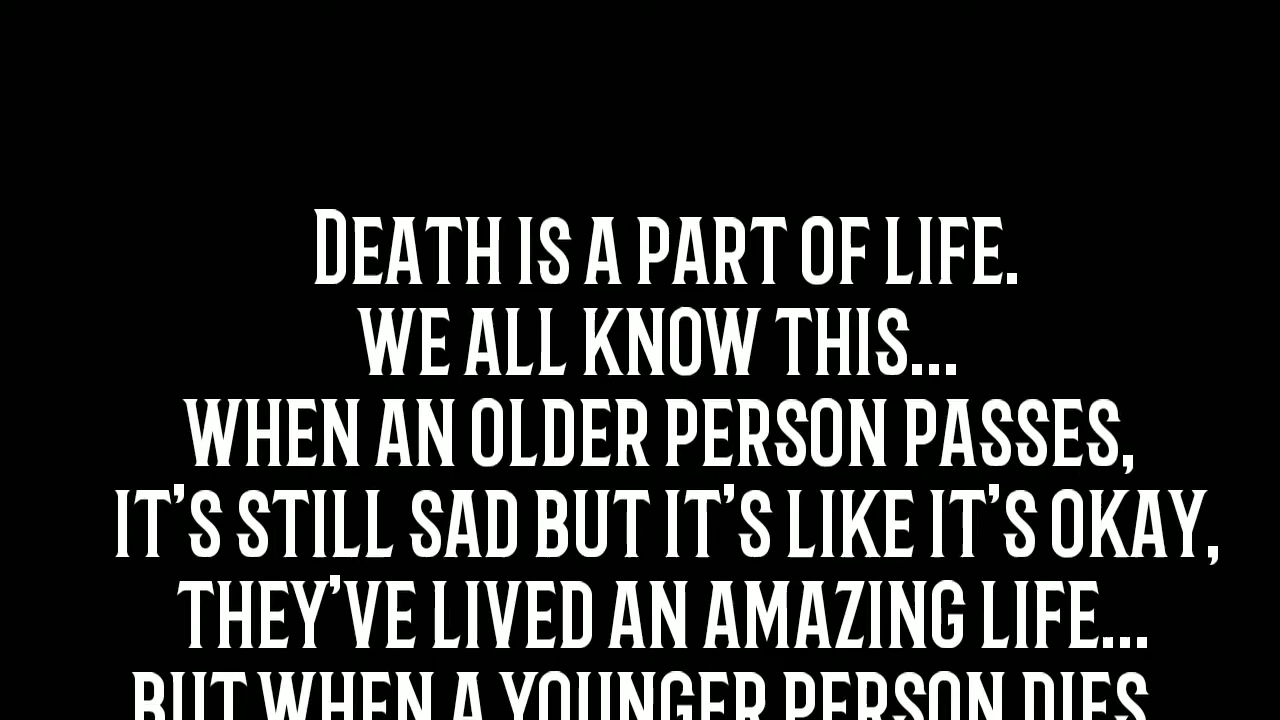 Death is a part of life.
we all know this...
when an older person passes,
it's still sad but it's like it's okay,
they've lived an amazing life...
but when a younger person dies